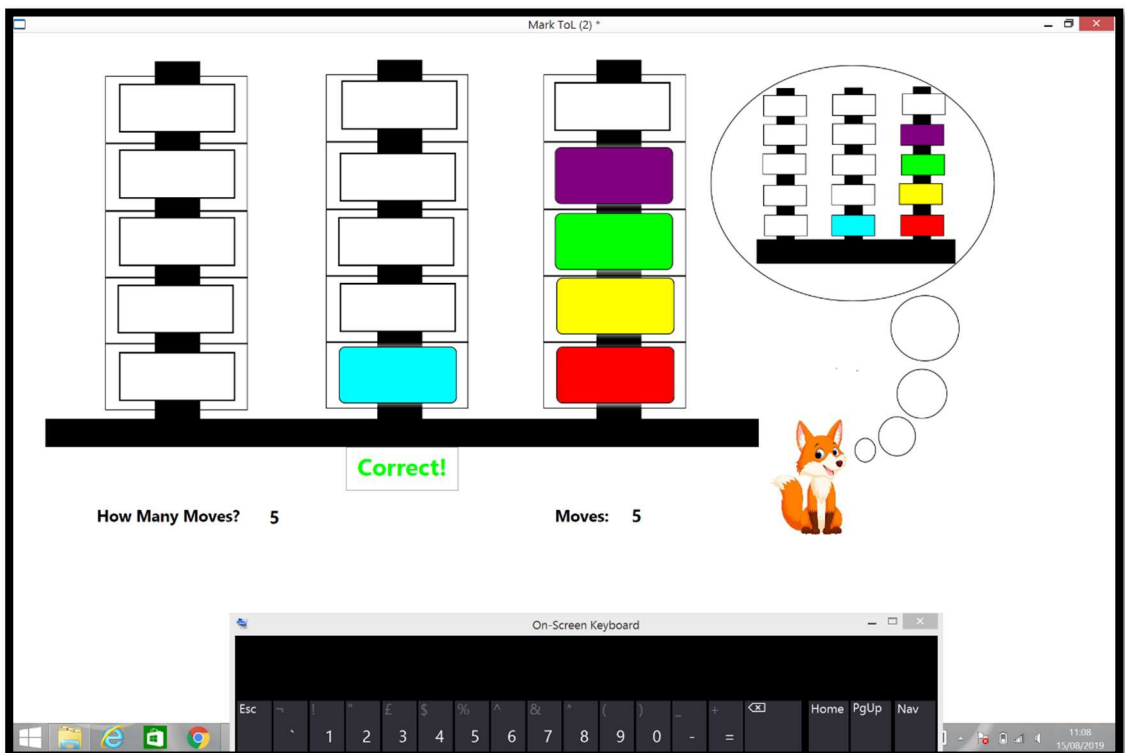 Mark ToL (2) *
Correct!
How Many Moves? 5 Moves: 5
On-Screen Keyboard
Esc ¬ ! " £ $ % ^ & * ( ) _ + Home PgUp Nav
` 1 2 3 4 5 6 7 8 9 0 - =
11:08
15/08/2019